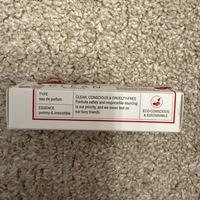 TYPE
eau de parfum
ESSENCE
yummy & irresistible
CLEAN, CONSCIOUS & CRUELTY-FREE
Formula safety and responsible sourcing
is our priority, and we never test on
our furry friends.
ECO-CONSCIOUS
& SUSTAINABLE